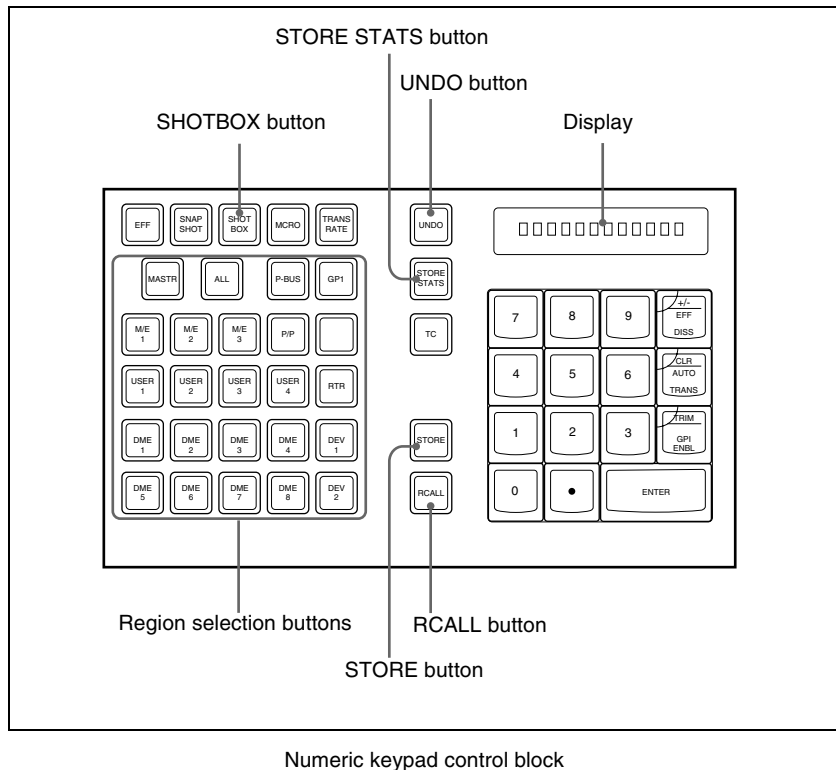 STORE STATS button
UNDO button
SHOTBOX button
Display
EFF
SNAP
SHOT
SHOT
BOX
MCRO
TRANS
RATE
UNDO
MASTR
ALL
P-BUS
GP1
STORE
STATS
M/E
1
M/E
2
M/E
3
P/P
TC
USER
1
USER
2
USER
3
USER
4
RTR
DME
1
DME
2
DME
3
DME
4
DEV
1
STORE
DME
5
DME
6
DME
7
DME
8
DEV
2
RCALL
7
8
9
+/-
EFF
DISS
4
5
6
CLR
AUTO
TRANS
1
2
3
TRIM
GPI
ENBL
0
•
ENTER
Region selection buttons
RCALL button
STORE button
Numeric keypad control block